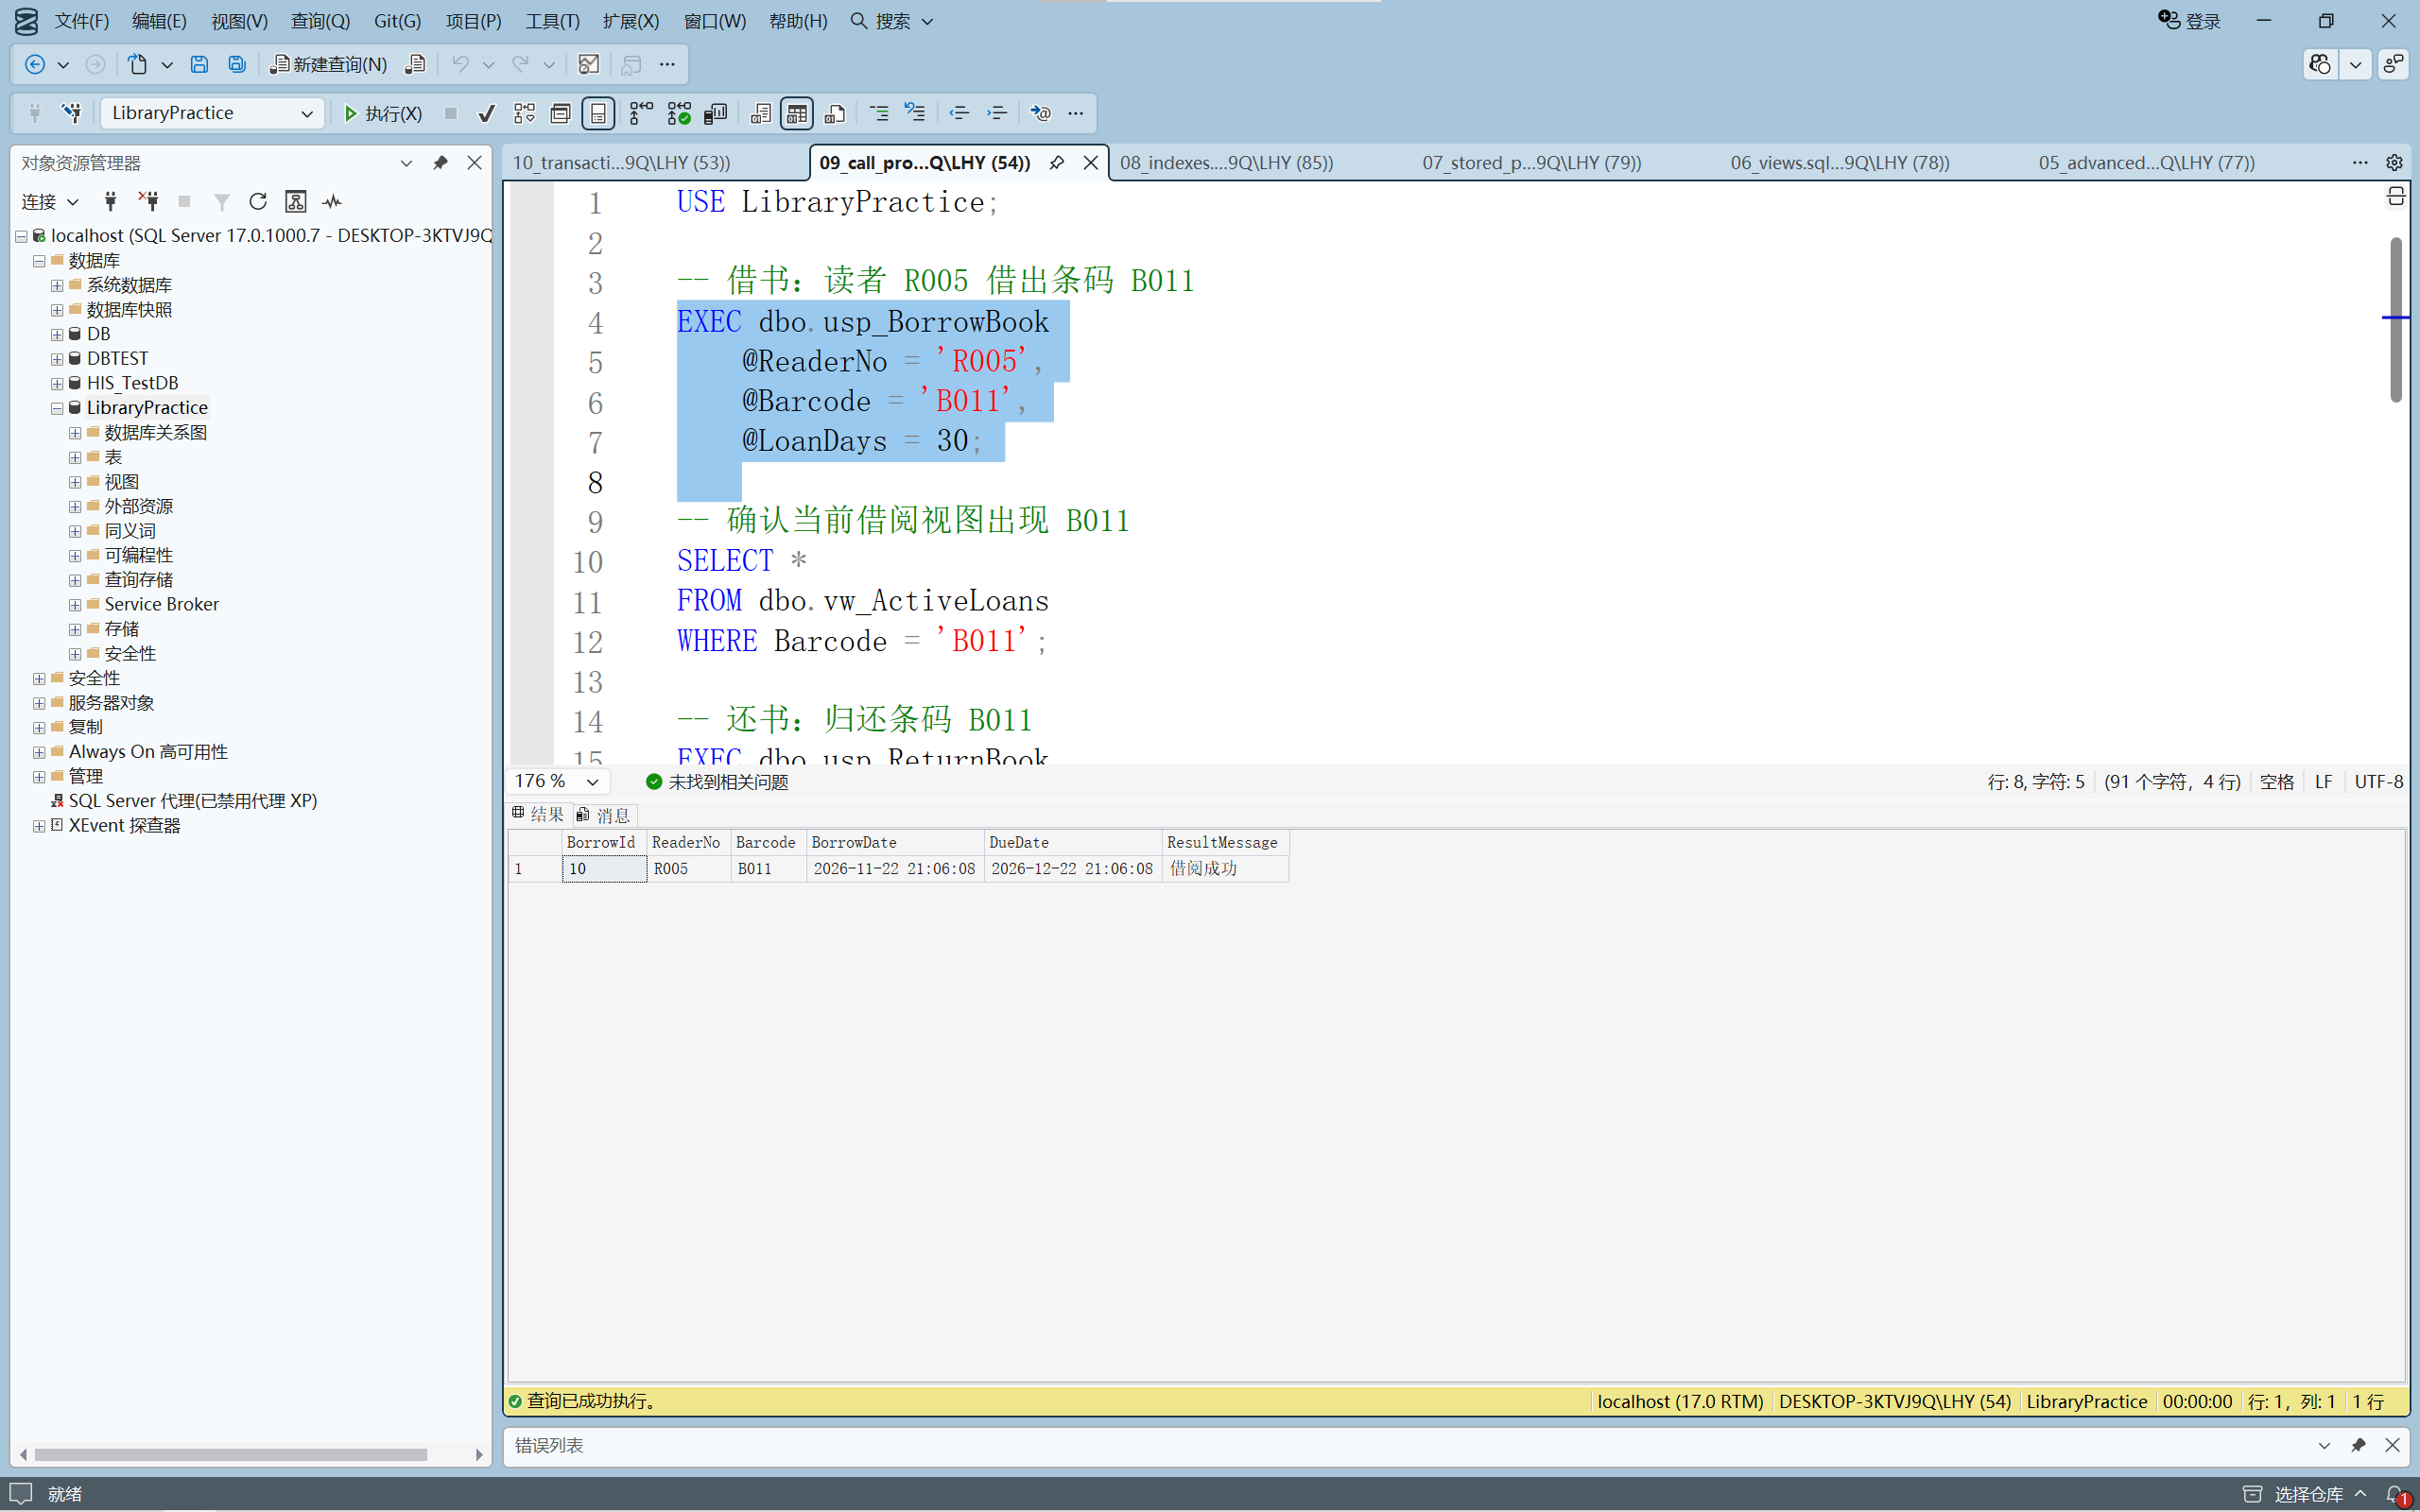 文件(F) 编辑(E) 视图(V) 查询(Q) Git(G) 项目(P) 工具(T) 扩展(X) 窗口(W) 帮助(H) 搜索 登录
新建查询(N)
LibraryPractice 执行(X)
对象资源管理器
连接
localhost (SQL Server 17.0.1000.7 - DESKTOP-3KTVJ9Q
数据库
系统数据库
数据库快照
DB
DBTEST
HIS_TestDB
LibraryPractice
数据库关系图
表
视图
外部资源
同义词
可编程性
查询存储
Service Broker
存储
安全性
安全性
服务器对象
复制
Always On 高可用性
管理
SQL Server 代理(已禁用代理 XP)
XEvent 探查器
10_transacti...9Q\LHY (53)) 09_call_pro...Q\LHY (54)) 08_indexes....9Q\LHY (85)) 07_stored_p...9Q\LHY (79)) 06_views.sql...9Q\LHY (78)) 05_advanced...Q\LHY (77))
1 USE LibraryPractice;
2
3 -- 借书：读者 R005 借出条码 B011
4 EXEC dbo.usp_BorrowBook
5 @ReaderNo = 'R005',
6 @Barcode = 'B011',
7 @LoanDays = 30;
8
9 -- 确认当前借阅视图出现 B011
10 SELECT *
11 FROM dbo.vw_ActiveLoans
12 WHERE Barcode = 'B011';
13
14 -- 还书：归还条码 B011
15 EXEC dbo.usp_ReturnBook
176 % 未找到相关问题 行: 8, 字符: 5 (91 个字符，4 行) 空格 LF UTF-8
结果 消息
BorrowId ReaderNo Barcode BorrowDate DueDate ResultMessage
1 10 R005 B011 2026-11-22 21:06:08 2026-12-22 21:06:08 借阅成功
查询已成功执行。 localhost (17.0 RTM) DESKTOP-3KTVJ9Q\LHY (54) LibraryPractice 00:00:00 行: 1，列: 1 1 行
错误列表
就绪 选择仓库 1